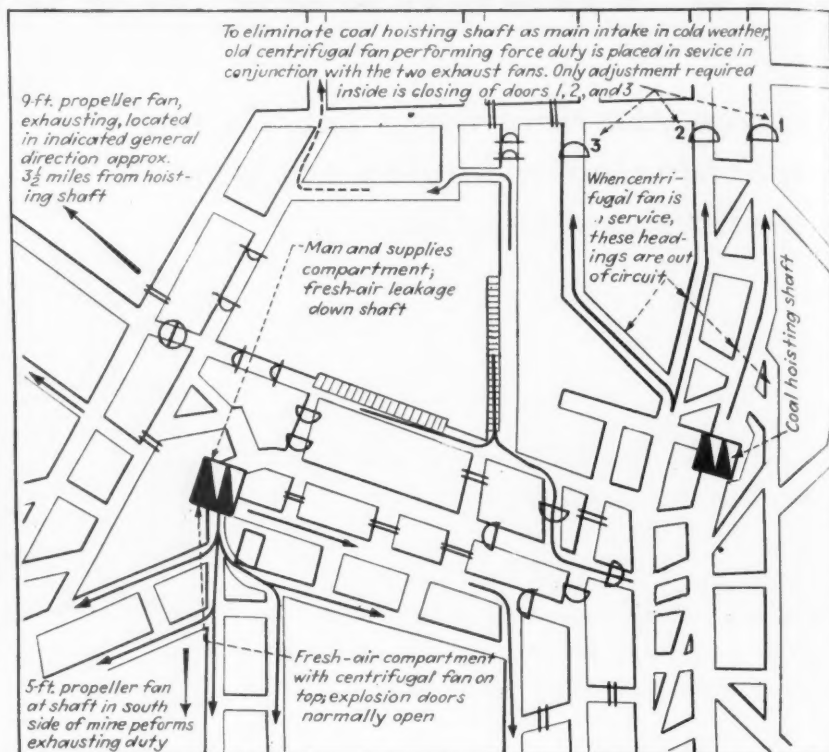 To eliminate coal hoisting shaft as main intake in cold weather,
old centrifugal fan performing force duty is placed in sevice in
conjunction with the two exhaust fans. Only adjustment required
inside is closing of doors 1, 2, and 3
9-ft. propeller fan,
exhausting, located
in indicated general
direction approx.
3½ miles from hoist-
ing shaft
3
2
1
When centri-
fugal fan is
service,
these head-
ings are out
of circuit
Man and supplies
compartment;
fresh-air leakage
down shaft
Coal hoisting shaft
Fresh-air compartment
with centrifugal fan on
top; explosion doors
normally open
5-ft. propeller fan
at shaft in south
side of mine peforms
exhausting duty